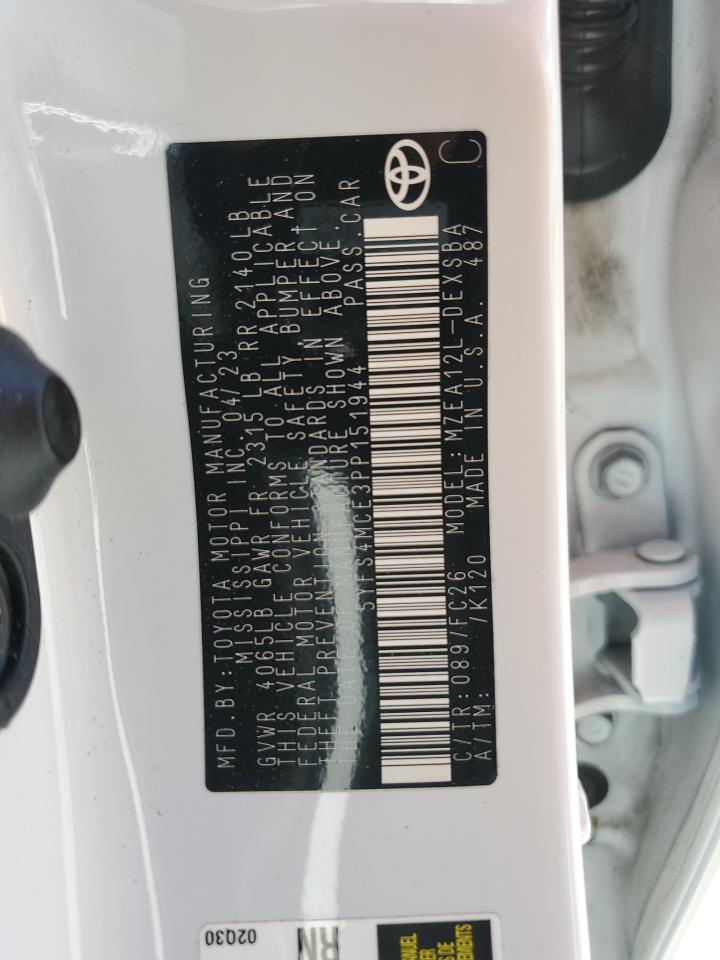 MFD.BY:TOYOTA MOTOR MANUFACTURING
MISSISSIPPI INC. 04/23
GVWR 4065LB GAWR FR 2315 LB RR 2140LB
THIS VEHICLE CONFORMS TO ALL APPLICABLE
FEDERAL MOTOR VEHICLE SAFETY BUMPER AND
THEFT PREVENTION STANDARDS IN EFFECT ON
THE DATE OF MANUFACTURE SHOWN ABOVE.
5YFS4MCE3PP151944 PASS.CAR
C/TR:089/FC26 MODEL:MZEA12L-DEXSBA
A/TM: /K120 MADE IN U.S.A. 487
C
02Q30
RN